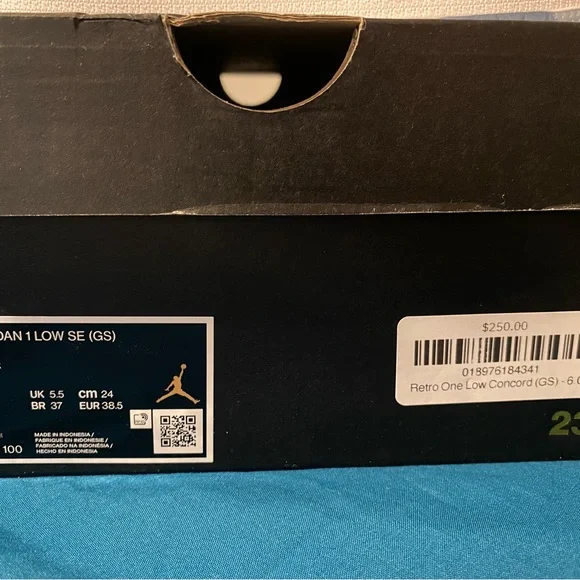 DAN 1 LOW SE (GS)
UK 5.5 cm 24
BR 37 EUR 38.5
100
MADE IN INDONESIA /
FABRIQUE EN INDONESIE /
FABRICADO NA INDONÉSIA /
HECHO EN INDONESIA
$250.00
018976184341
Retro One Low Concord (GS) - 6.
23